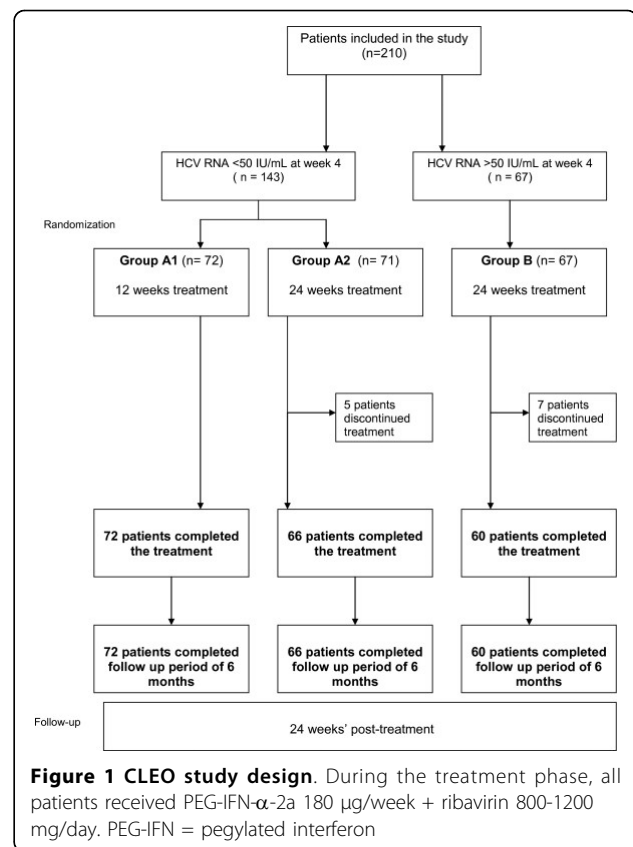 Patients included in the study
(n=210)
HCV RNA <50 IU/mL at week 4
( n = 143)
HCV RNA >50 IU/mL at week 4
( n = 67)
Randomization
Group A1 (n= 72)
12 weeks treatment
Group A2 (n= 71)
24 weeks treatment
Group B (n= 67)
24 weeks treatment
5 patients
discontinued
treatment
7 patients
discontinued
treatment
72 patients completed
the treatment
66 patients completed
the treatment
60 patients completed
the treatment
72 patients completed
follow up period of 6
months
66 patients completed
follow up period of 6
months
60 patients completed
follow up period of 6
months
Follow-up
24 weeks' post-treatment
Figure 1 CLEO study design. During the treatment phase, all
patients received PEG-IFN-α-2a 180 μg/week + ribavirin 800-1200
mg/day. PEG-IFN = pegylated interferon